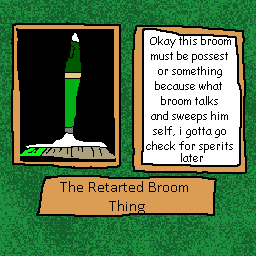 Okay this broom
must be possest
or something
because what
broom talks
and sweeps him
self, i gotta go
check for sperits
later
The Retarted Broom
Thing